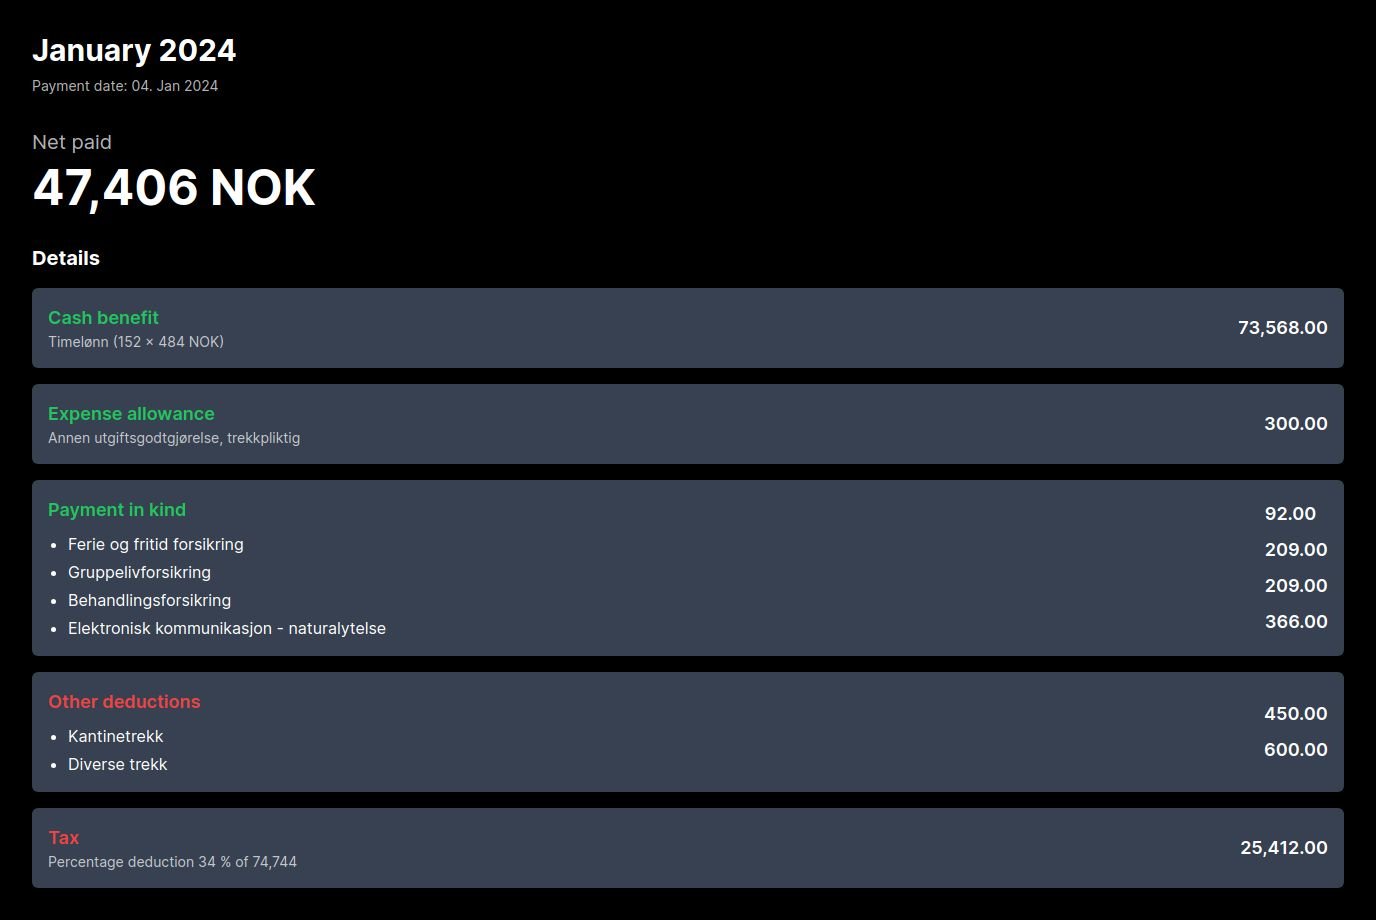 January 2024
Payment date: 04. Jan 2024
Net paid
47,406 NOK
Details
Cash benefit
Timelønn (152 × 484 NOK)
73,568.00
Expense allowance
Annen utgiftsgodtgjørelse, trekkpliktig
300.00
Payment in kind
• Ferie og fritid forsikring
• Gruppelivforsikring
• Behandlingsforsikring
• Elektronisk kommunikasjon - naturalytelse
92.00
209.00
209.00
366.00
Other deductions
• Kantinetrekk
• Diverse trekk
450.00
600.00
Tax
Percentage deduction 34 % of 74,744
25,412.00